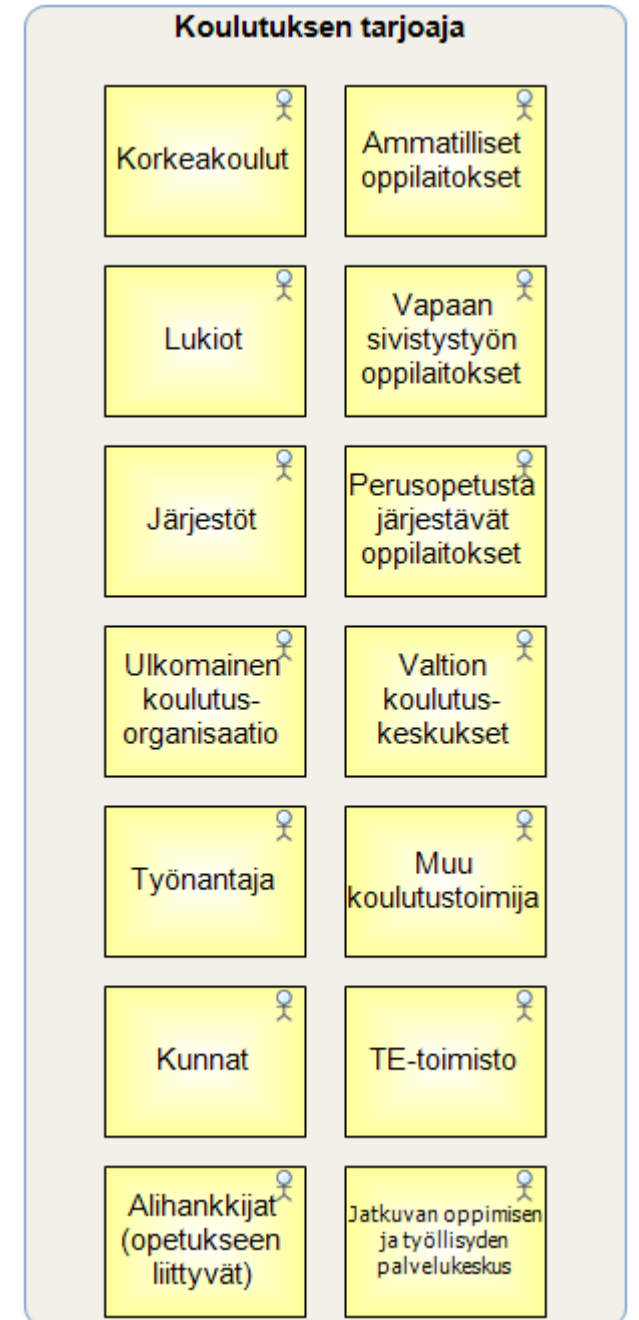 Koulutuksen tarjoaja
Korkeakoulut
Ammatilliset
oppilaitokset
Lukiot
Vapaan
sivistystyön
oppilaitokset
Järjestöt
Perusopetusta
järjestävät
oppilaitokset
Ulkomainen
koulutus-
organisaatio
Valtion
koulutus-
keskukset
Työnantaja
Muu
koulutustoimija
Kunnat
TE-toimisto
Alihankkijat
(opetukseen
liittyvät)
Jatkuvan oppimisen
ja työllisyden
palvelukeskus